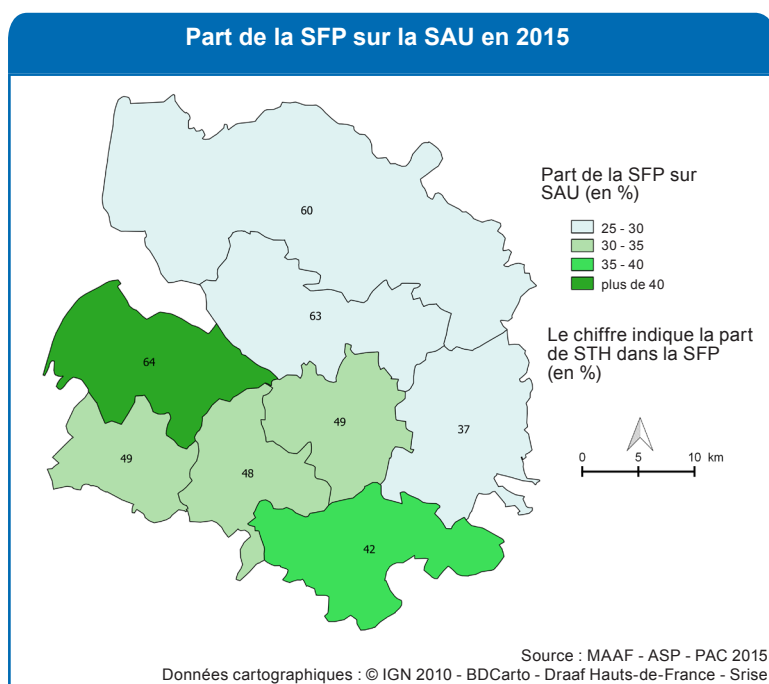 Part de la SFP sur la SAU en 2015
60
63
64
49
37
49
48
42
Part de la SFP sur
SAU (en %)
25 - 30
30 - 35
35 - 40
plus de 40
Le chiffre indique la part
de STH dans la SFP
(en %)
0 5 10 km
Source : MAAF - ASP - PAC 2015
Données cartographiques : © IGN 2010 - BDCarto - Draaf Hauts-de-France - Srise